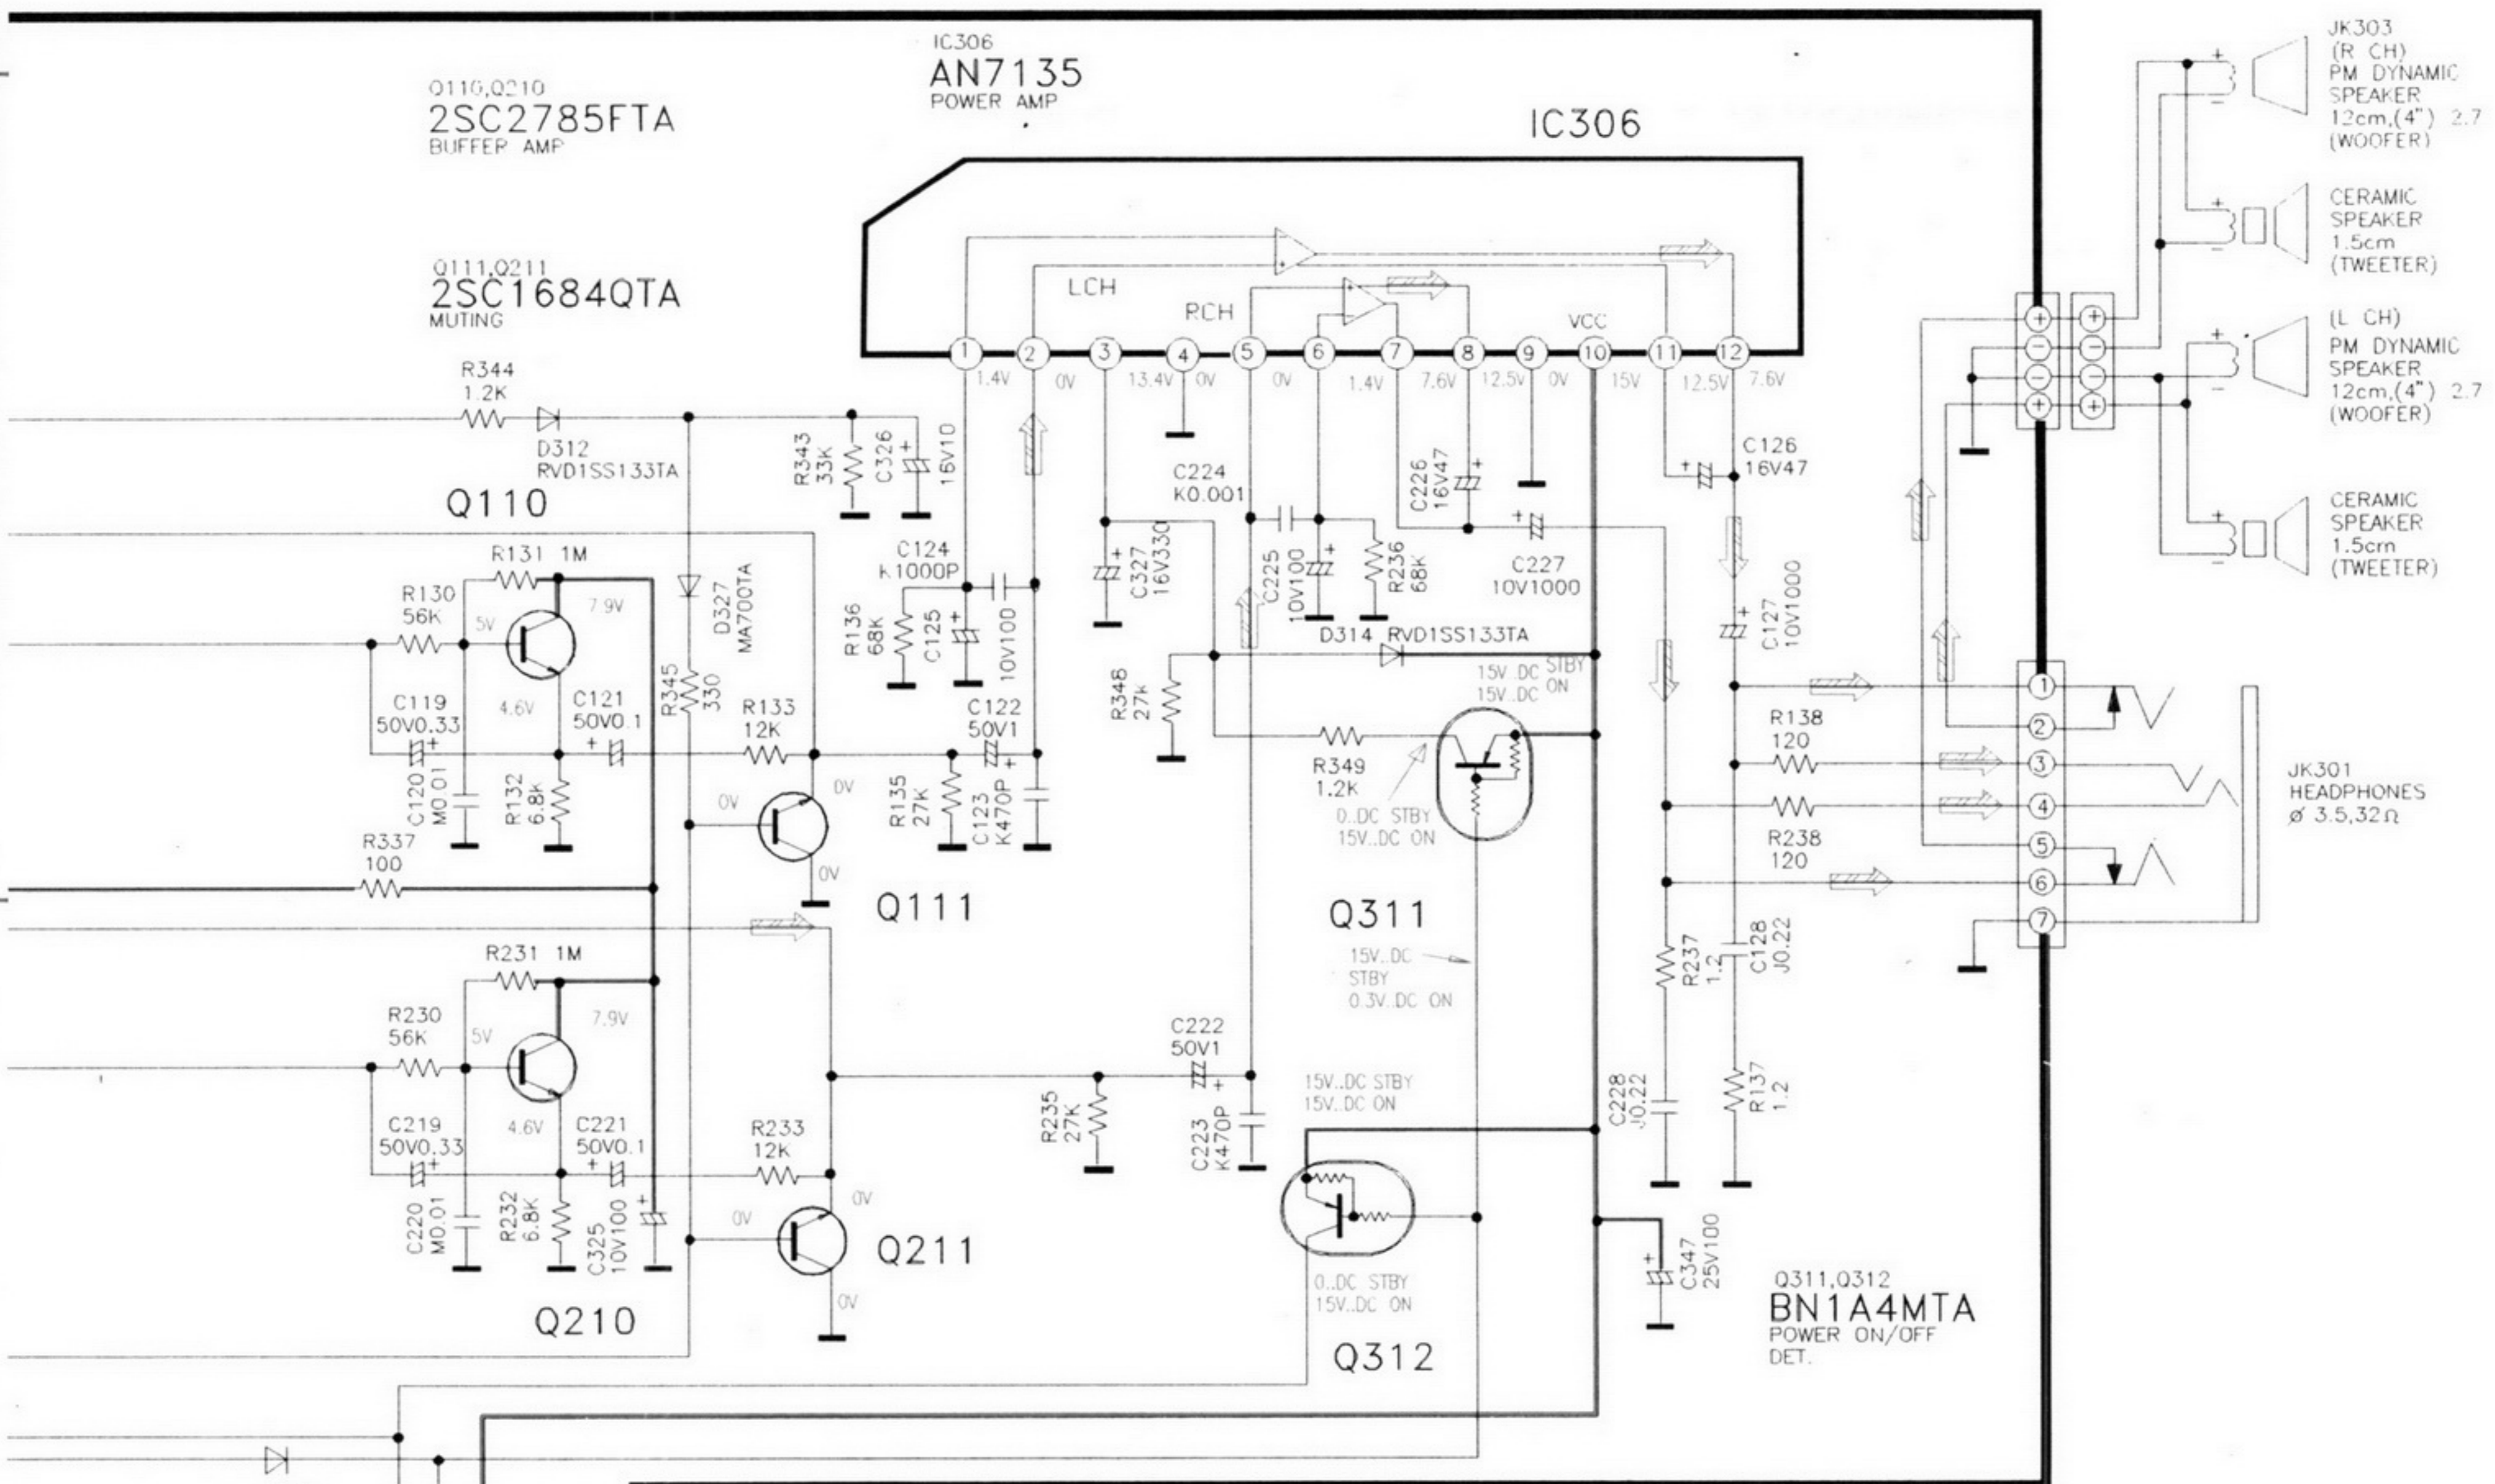 IC306
AN7135
POWER AMP
Q110,Q210
2SC2785FTA
BUFFER AMP
IC306
JK303
(R CH)
PM DYNAMIC
SPEAKER
12cm,(4") 2.7
(WOOFER)
CERAMIC
SPEAKER
1.5cm
(TWEETER)
Q111,Q211
2SC1684QTA
MUTING
LCH
RCH
VCC
1 2 3 4 5 6 7 8 9 10 11 12
1.4V 0V 13.4V 0V 0V 1.4V 7.6V 12.5V 0V 15V 12.5V 7.6V
+ +
- -
- -
+ +
(L CH)
PM DYNAMIC
SPEAKER
12cm,(4") 2.7
(WOOFER)
CERAMIC
SPEAKER
1.5cm
(TWEETER)
R344
1.2K
D312
RVD1SS133TA
R343
33K
C326
16V10
C224
K0.001
C226
16V47
C126
16V47
Q110
R131 1M
R130
56K
5V
7.9V
4.6V
D327
MA700TA
C124
K1000P
R136
68K
C125
10V100
C327
16V330
C225
10V100
R236
68K
C227
10V1000
C127
10V1000
D314 RVD1SS133TA
15V.DC STBY
15V.DC ON
C119
50V0.33
C121
50V0.1
R345
330
R133
12K
C122
50V1
R348
27K
R349
1.2K
0..DC STBY
15V..DC ON
C120
M0.01
R132
6.8K
0V
0V
0V
R135
27K
C123
K470P
R138
120
R238
120
1
2
3
4
5
6
7
JK301
HEADPHONES
ø 3.5,32Ω
R337
100
Q111
Q311
15V..DC
STBY
0.3V..DC ON
R237
1.2
C128
J0.22
R231 1M
R230
56K
5V
7.9V
4.6V
C219
50V0.33
C221
50V0.1
R233
12K
C222
50V1
R235
27K
C223
K470P
15V..DC STBY
15V..DC ON
C228
J0.22
R137
1.2
C220
M0.01
R232
6.8K
C325
10V100
0V
0V
0V
Q211
Q210
0..DC STBY
15V..DC ON
Q312
C347
25V100
Q311,Q312
BN1A4MTA
POWER ON/OFF
DET.